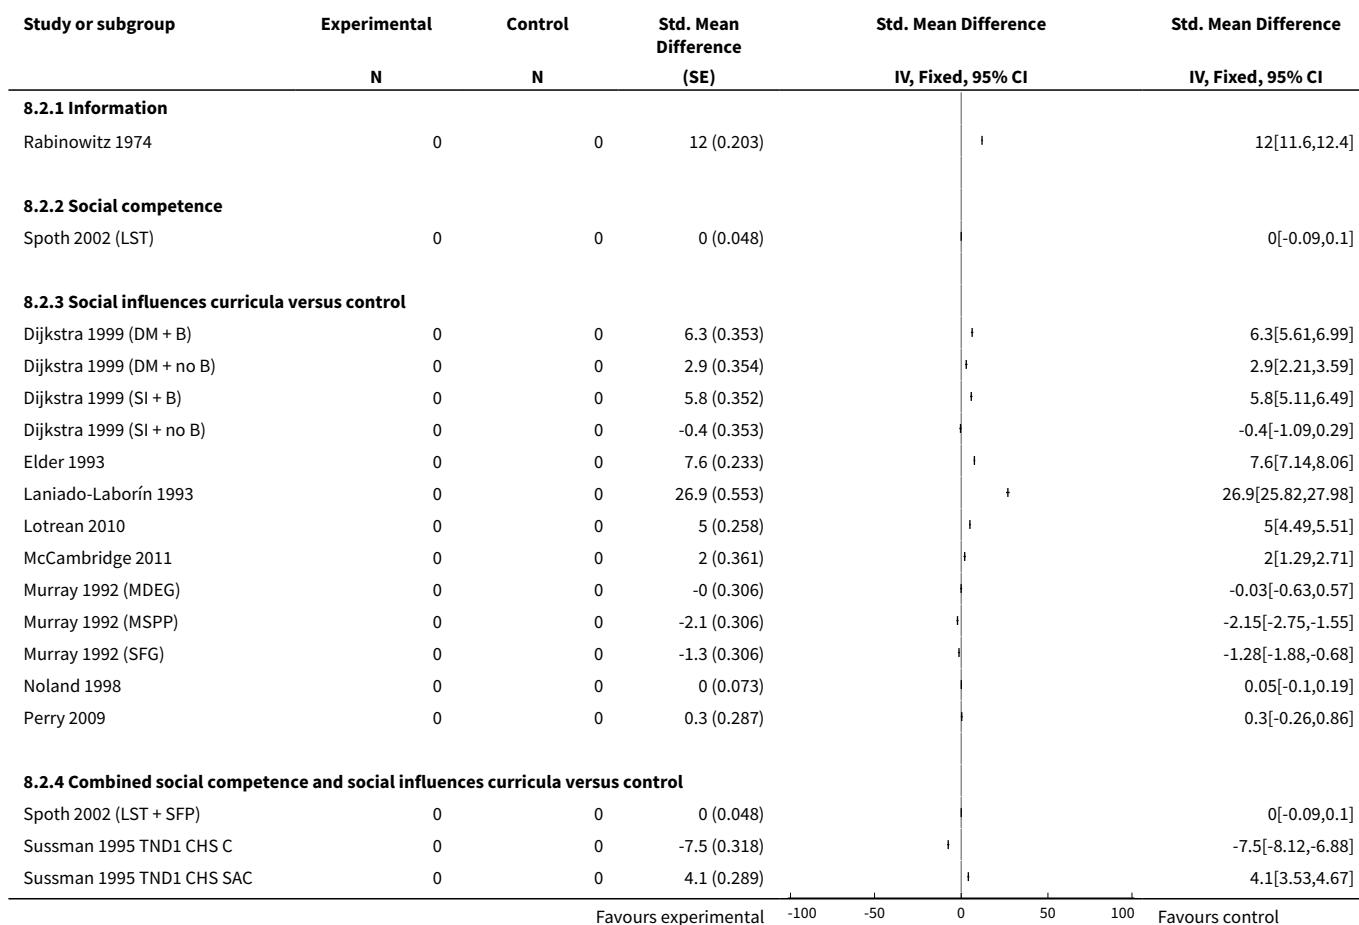 Study or subgroup Experimental Control Std. Mean Difference Std. Mean Difference Std. Mean Difference
N N (SE) IV, Fixed, 95% CI IV, Fixed, 95% CI
8.2.1 Information
Rabinowitz 1974 0 0 12 (0.203) 12[11.6,12.4]
8.2.2 Social competence
Spoth 2002 (LST) 0 0 0 (0.048) 0[-0.09,0.1]
8.2.3 Social influences curricula versus control
Dijkstra 1999 (DM + B) 0 0 6.3 (0.353) 6.3[5.61,6.99]
Dijkstra 1999 (DM + no B) 0 0 2.9 (0.354) 2.9[2.21,3.59]
Dijkstra 1999 (SI + B) 0 0 5.8 (0.352) 5.8[5.11,6.49]
Dijkstra 1999 (SI + no B) 0 0 -0.4 (0.353) -0.4[-1.09,0.29]
Elder 1993 0 0 7.6 (0.233) 7.6[7.14,8.06]
Laniado-Laborín 1993 0 0 26.9 (0.553) 26.9[25.82,27.98]
Lotrean 2010 0 0 5 (0.258) 5[4.49,5.51]
McCambridge 2011 0 0 2 (0.361) 2[1.29,2.71]
Murray 1992 (MDEG) 0 0 -0 (0.306) -0.03[-0.63,0.57]
Murray 1992 (MSPP) 0 0 -2.1 (0.306) -2.15[-2.75,-1.55]
Murray 1992 (SFG) 0 0 -1.3 (0.306) -1.28[-1.88,-0.68]
Noland 1998 0 0 0 (0.073) 0.05[-0.1,0.19]
Perry 2009 0 0 0.3 (0.287) 0.3[-0.26,0.86]
8.2.4 Combined social competence and social influences curricula versus control
Spoth 2002 (LST + SFP) 0 0 0 (0.048) 0[-0.09,0.1]
Sussman 1995 TND1 CHS C 0 0 -7.5 (0.318) -7.5[-8.12,-6.88]
Sussman 1995 TND1 CHS SAC 0 0 4.1 (0.289) 4.1[3.53,4.67]
Favours experimental -100 -50 0 50 100 Favours control